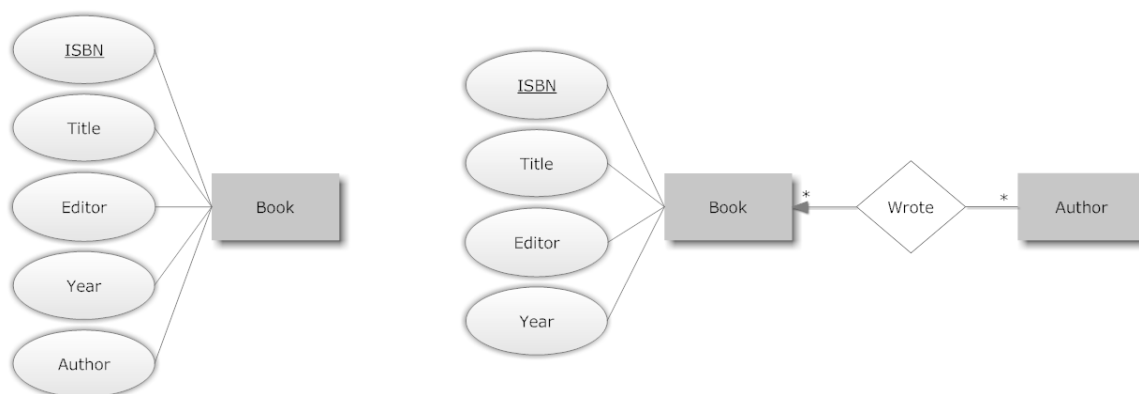 ISBN
Title
Editor
Year
Author
Book
ISBN
Title
Editor
Year
Book
*
Wrote
*
Author